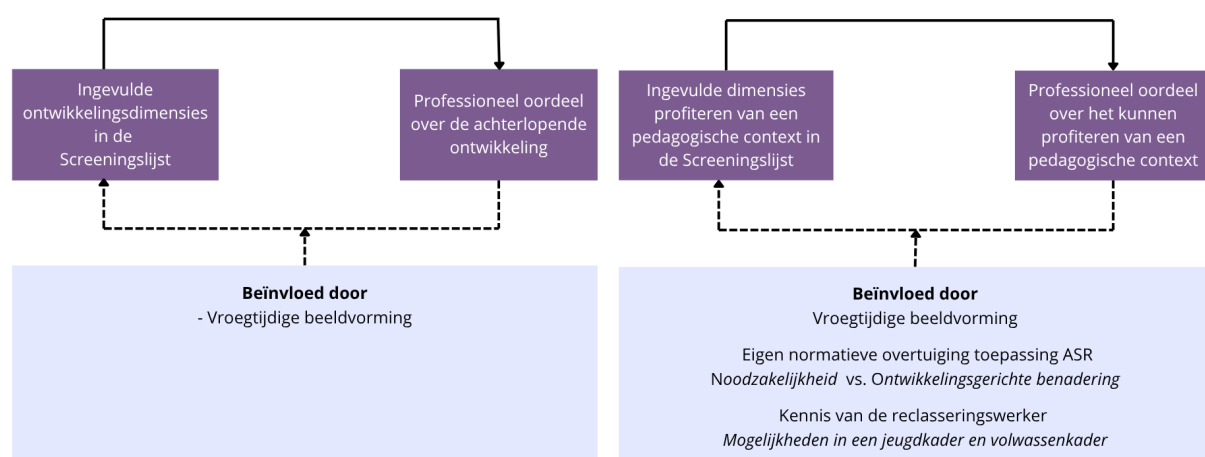 Ingevulde
ontwikkelingsdimensies
in de
Screeningslijst
Professioneel oordeel
over de achterlopende
ontwikkeling
Ingevulde dimensies
profiteren van een
pedagogische context in
de Screeningslijst
Professioneel oordeel
over het kunnen
profiteren van een
pedagogische context
Beïnvloed door
- Vroegtijdige beeldvorming
Beïnvloed door
Vroegtijdige beeldvorming
Eigen normatieve overtuiging toepassing ASR
Noodzakelijkheid vs. Ontwikkelingsgerichte benadering
Kennis van de reclasseringswerker
Mogelijkheden in een jeugdkader en volwassenkader